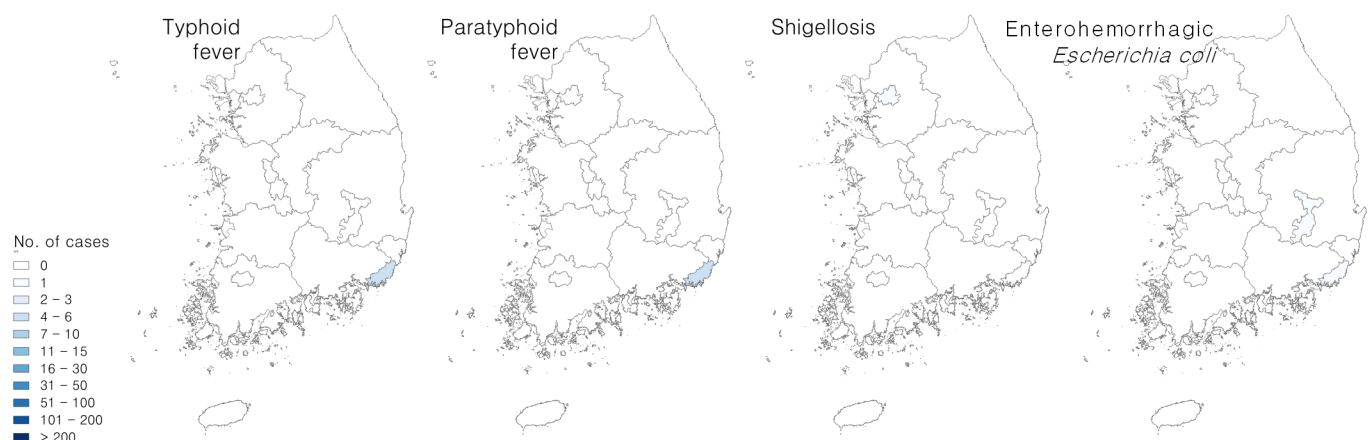 Typhoid
fever
Paratyphoid
fever
Shigellosis
Enterohemorrhagic
Escherichia coli
No. of cases
0
1
2 – 3
4 – 6
7 – 10
11 – 15
16 – 30
31 – 50
51 – 100
101 – 200
> 200